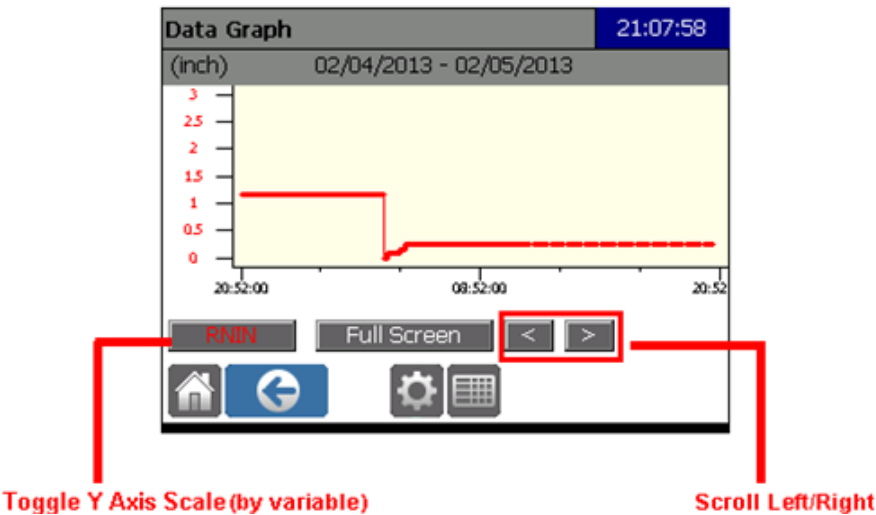 Data Graph 21:07:58
(inch) 02/04/2013 - 02/05/2013
3
2.5
2
1.5
1
0.5
0
20:52:00 08:52:00 20:52
RNIN Full Screen < >
Toggle Y Axis Scale (by variable) Scroll Left/Right